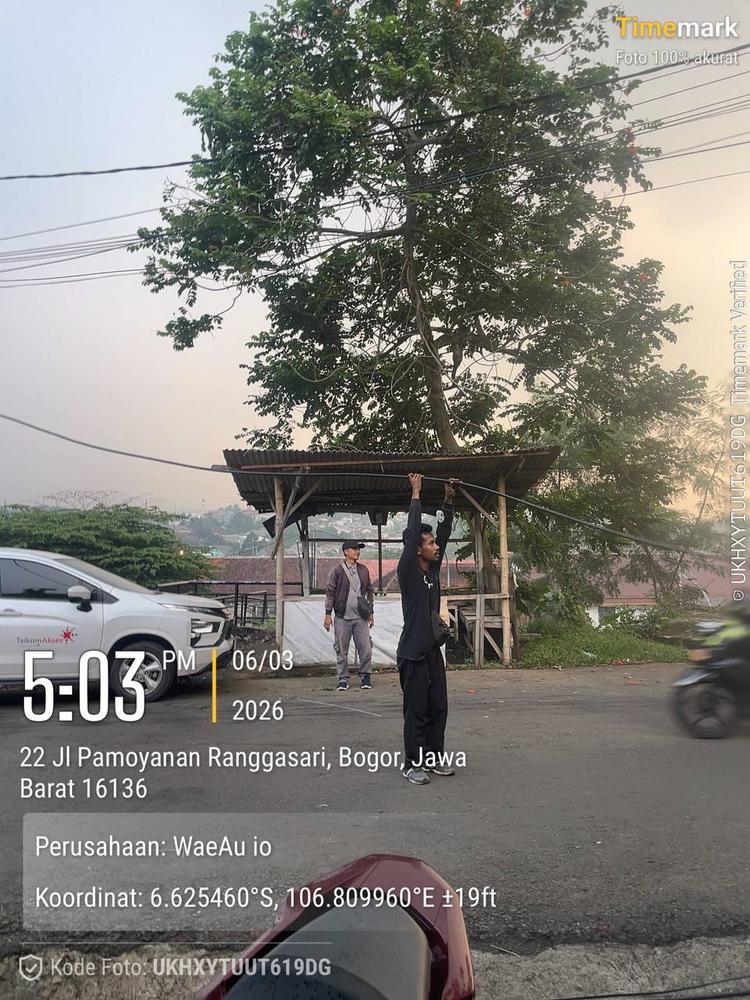 Timemark
Foto 100% akurat
UKHXYTUUT619DG Timemark Verified
TelkomAkses
5:03 PM
06/03
2026
22 Jl Pamoyanan Ranggasari, Bogor, Jawa
Barat 16136
Perusahaan: WaeAu io
Koordinat: 6.625460°S, 106.809960°E ±19ft
Kode Foto: UKHXYTUUT619DG